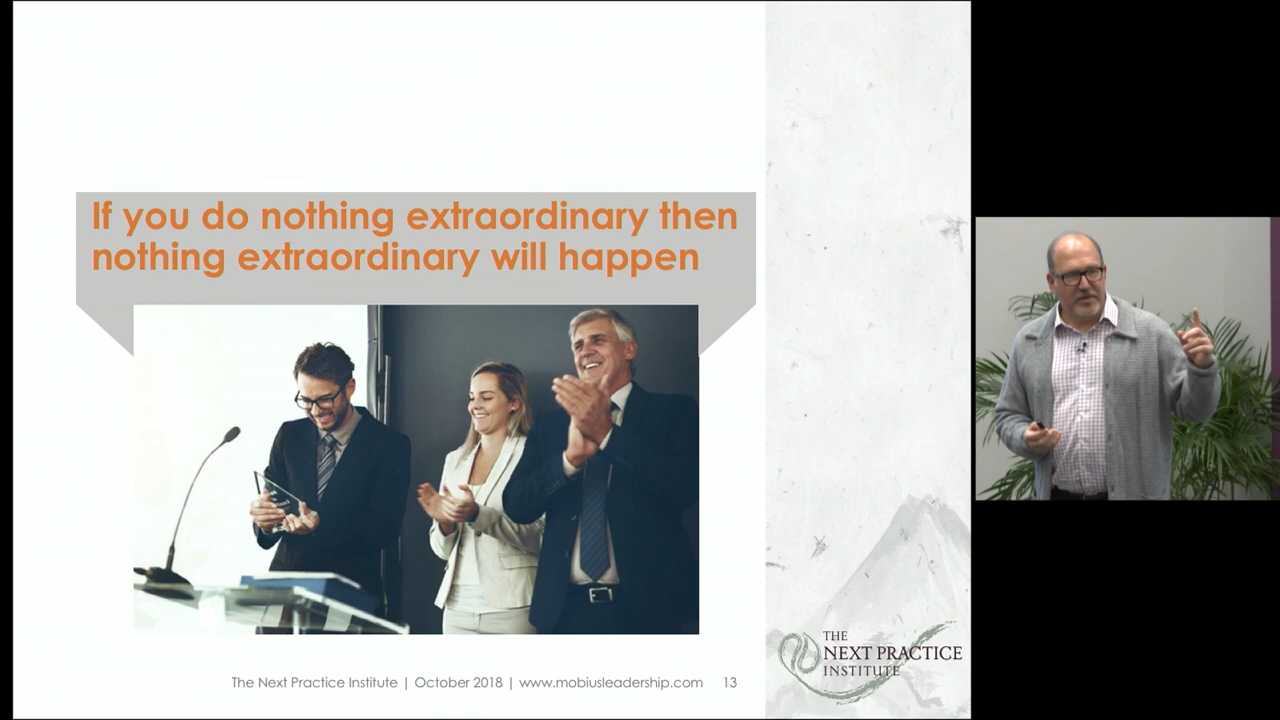 If you do nothing extraordinary then
nothing extraordinary will happen
The Next Practice Institute | October 2018 | www.mobiusleadership.com 13
THE
NEXT PRACTICE
INSTITUTE